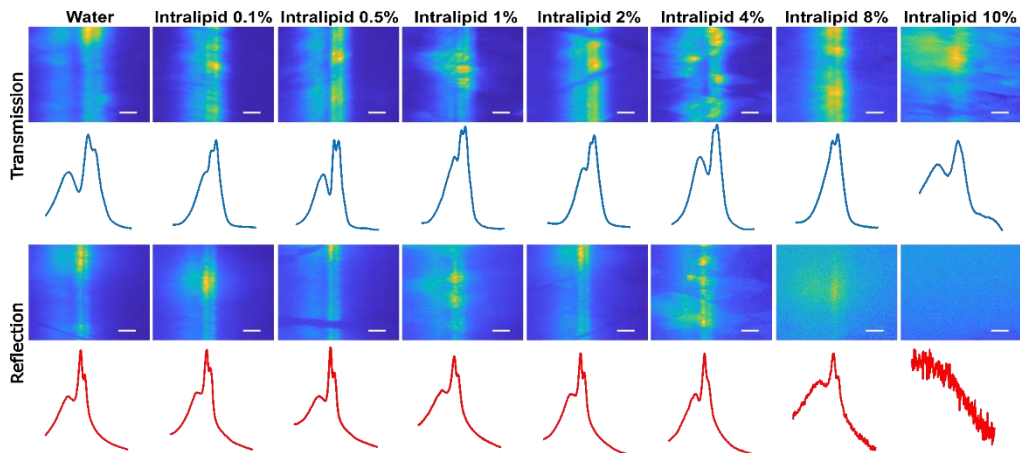 Water Intralipid 0.1% Intralipid 0.5% Intralipid 1% Intralipid 2% Intralipid 4% Intralipid 8% Intralipid 10%
Transmission
Reflection